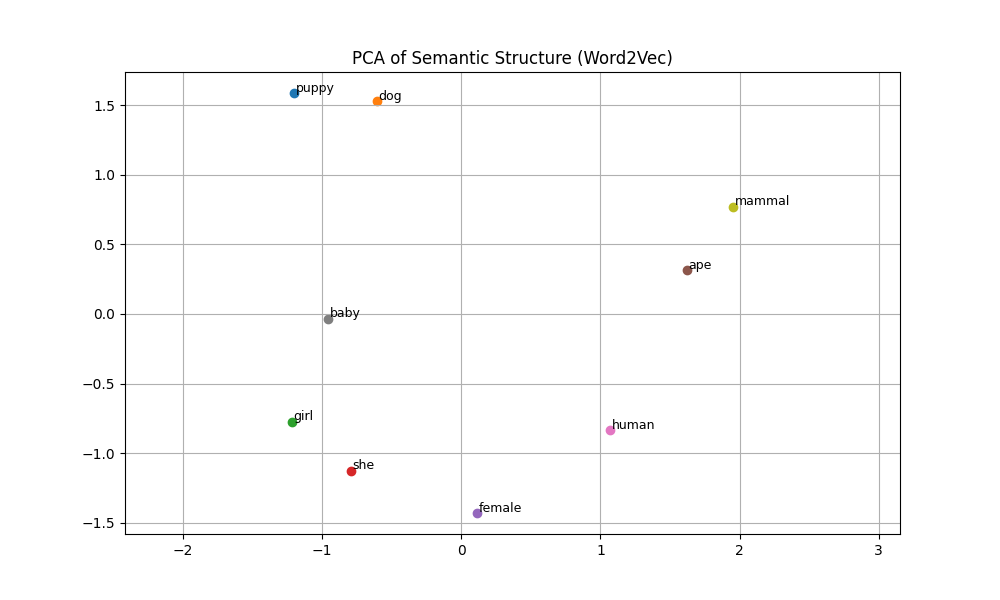 PCA of Semantic Structure (Word2Vec)
puppy
dog
1.5
1.0
mammal
0.5
ape
baby
0.0
−0.5
girl
human
−1.0
she
female
−1.5
−2
−1
0
1
2
3